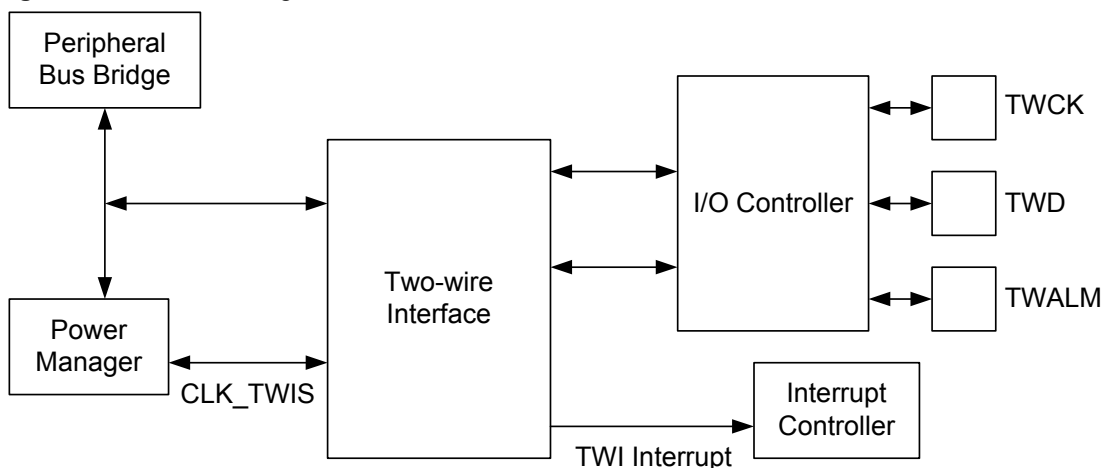 Peripheral
Bus Bridge
TWCK
I/O Controller
TWD
Two-wire
Interface
TWALM
Power
Manager
CLK_TWIS
Interrupt
Controller
TWI Interrupt